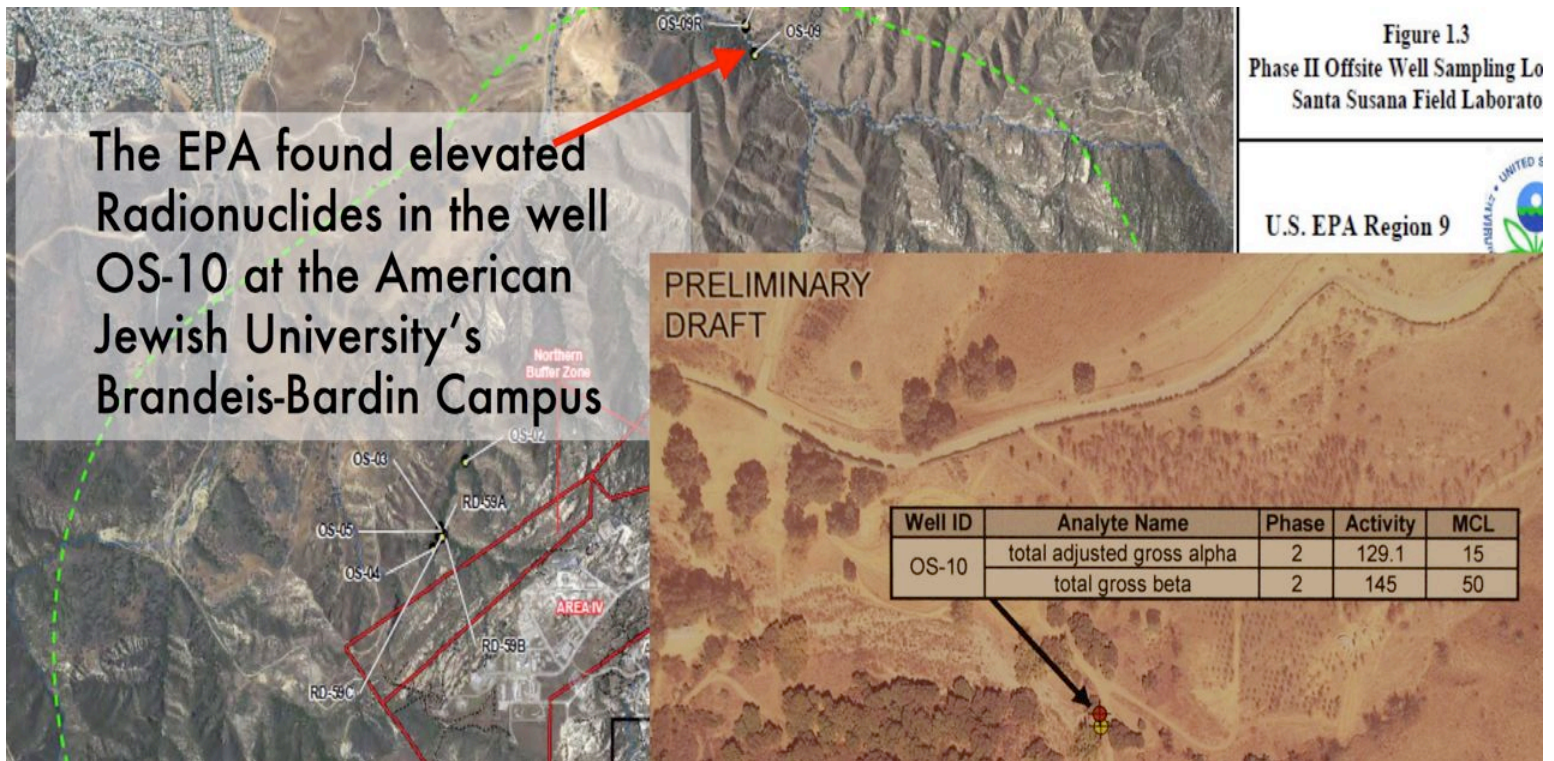 OS-09R
OS-09
Figure 1.3
Phase II Offsite Well Sampling Lo
Santa Susana Field Laborato
U.S. EPA Region 9
UNITED S
The EPA found elevated
Radionuclides in the well
OS-10 at the American
Jewish University's
Brandeis-Bardin Campus
Northern
Buffer Zone
OS-02
OS-03
RD-59A
OS-05
OS-04
AREA IV
RD-59B
RD-59C
PRELIMINARY
DRAFT
Well ID Analyte Name Phase Activity MCL
OS-10 total adjusted gross alpha 2 129.1 15
total gross beta 2 145 50